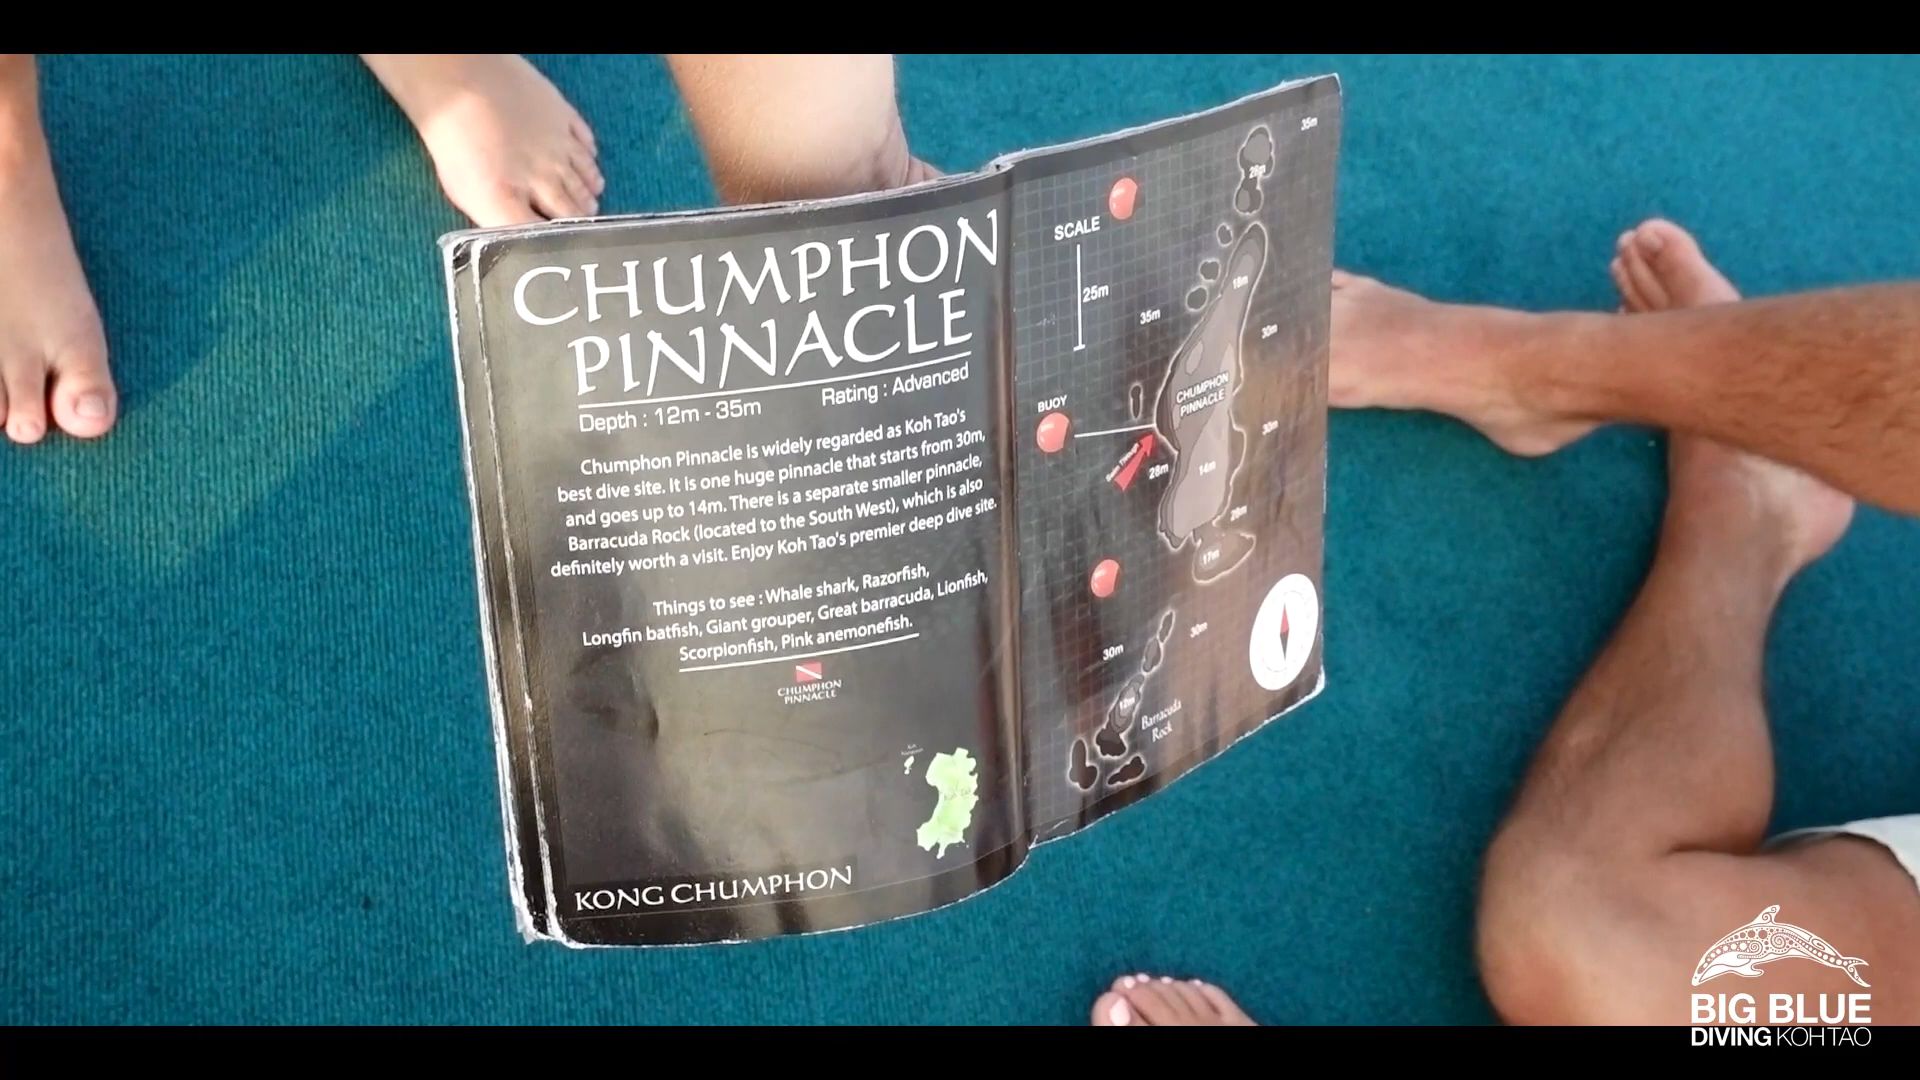 CHUMPHON
PINNACLE
Depth : 12m - 35m
Rating : Advanced
Chumphon Pinnacle is widely regarded as Koh Tao's
best dive site. It is one huge pinnacle that starts from 30m,
and goes up to 14m. There is a separate smaller pinnacle,
Barracuda Rock (located to the South West), which is also
definitely worth a visit. Enjoy Koh Tao's premier deep dive site.
Things to see : Whale shark, Razorfish,
Longfin batfish, Giant grouper, Great barracuda, Lionfish,
Scorpionfish, Pink anemonefish.
CHUMPHON
PINNACLE
KONG CHUMPHON
35m
28m
SCALE
25m
18m
35m
30m
CHUMPHON
PINNACLE
BUOY
30m
Swim Through
28m
14m
28m
17m
30m
30m
12m
Barracuda
Rock
BIG BLUE
DIVING KOH TAO